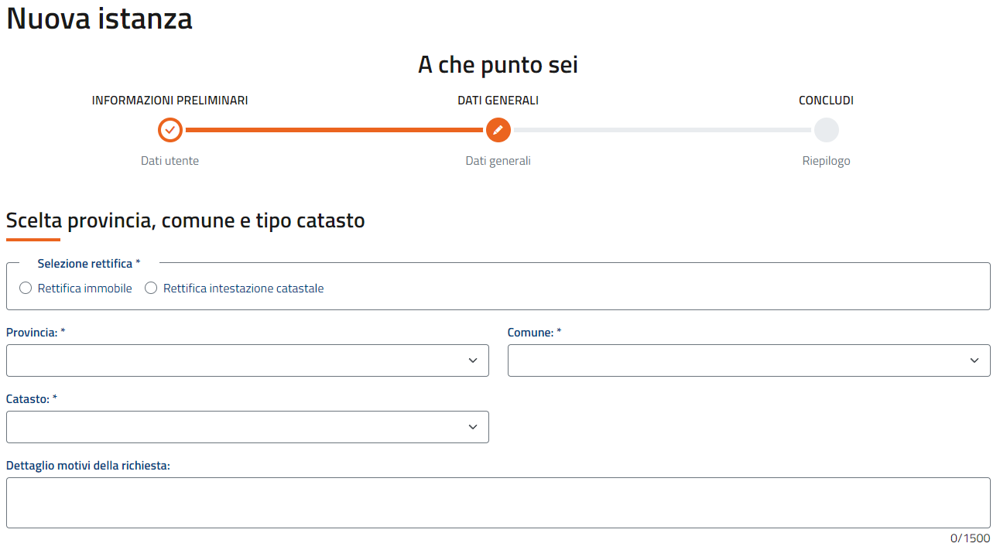 Nuova istanza
A che punto sei
INFORMAZIONI PRELIMINARI DATI GENERALI CONCLUDI
Dati utente Dati generali Riepilogo
Scelta provincia, comune e tipo catasto
Selezione rettifica *
Rettifica immobile Rettifica intestazione catastale
Provincia: * Comune: *
Catasto: *
Dettaglio motivi della richiesta:
0/1500